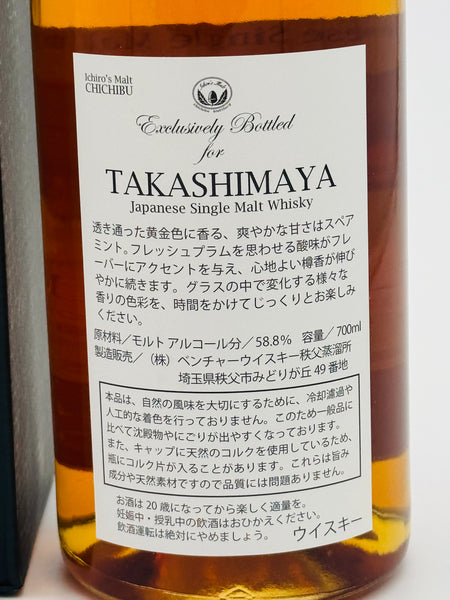 Ichiro's Malt
CHICHIBU
Ichiro's Malt
Exclusively Bottled
for
TAKASHIMAYA
Japanese Single Malt Whisky
透き通った黄金色に香る、爽やかな甘さはスペア
ミント。フレッシュプラムを思わせる酸味がフレ
ーバーにアクセントを与え、心地よい樽香が伸び
やかに続きます。グラスの中で変化する様々な
香りの色彩を、時間をかけてじっくりとお楽しみ
ください。
原材料／モルト アルコール分／58.8% 容量／700ml
製造販売／（株）ベンチャーウイスキー秩父蒸溜所
埼玉県秩父市みどりが丘 49 番地
本品は、自然の風味を大切にするために、冷却濾過や
人工的な着色を行っておりません。このため一般品に
比べて沈殿物やにごりが出やすくなっております。
また、キャップに天然のコルクを使用しているため、
瓶にコルク片が入ることがあります。これらは旨み
成分や天然素材ですので品質には問題ありません。
お酒は 20 歳になってから楽しく適量を。
妊娠中・授乳中の飲酒はおひかえください。
飲酒運転は絶対にやめましょう。 ウイスキー